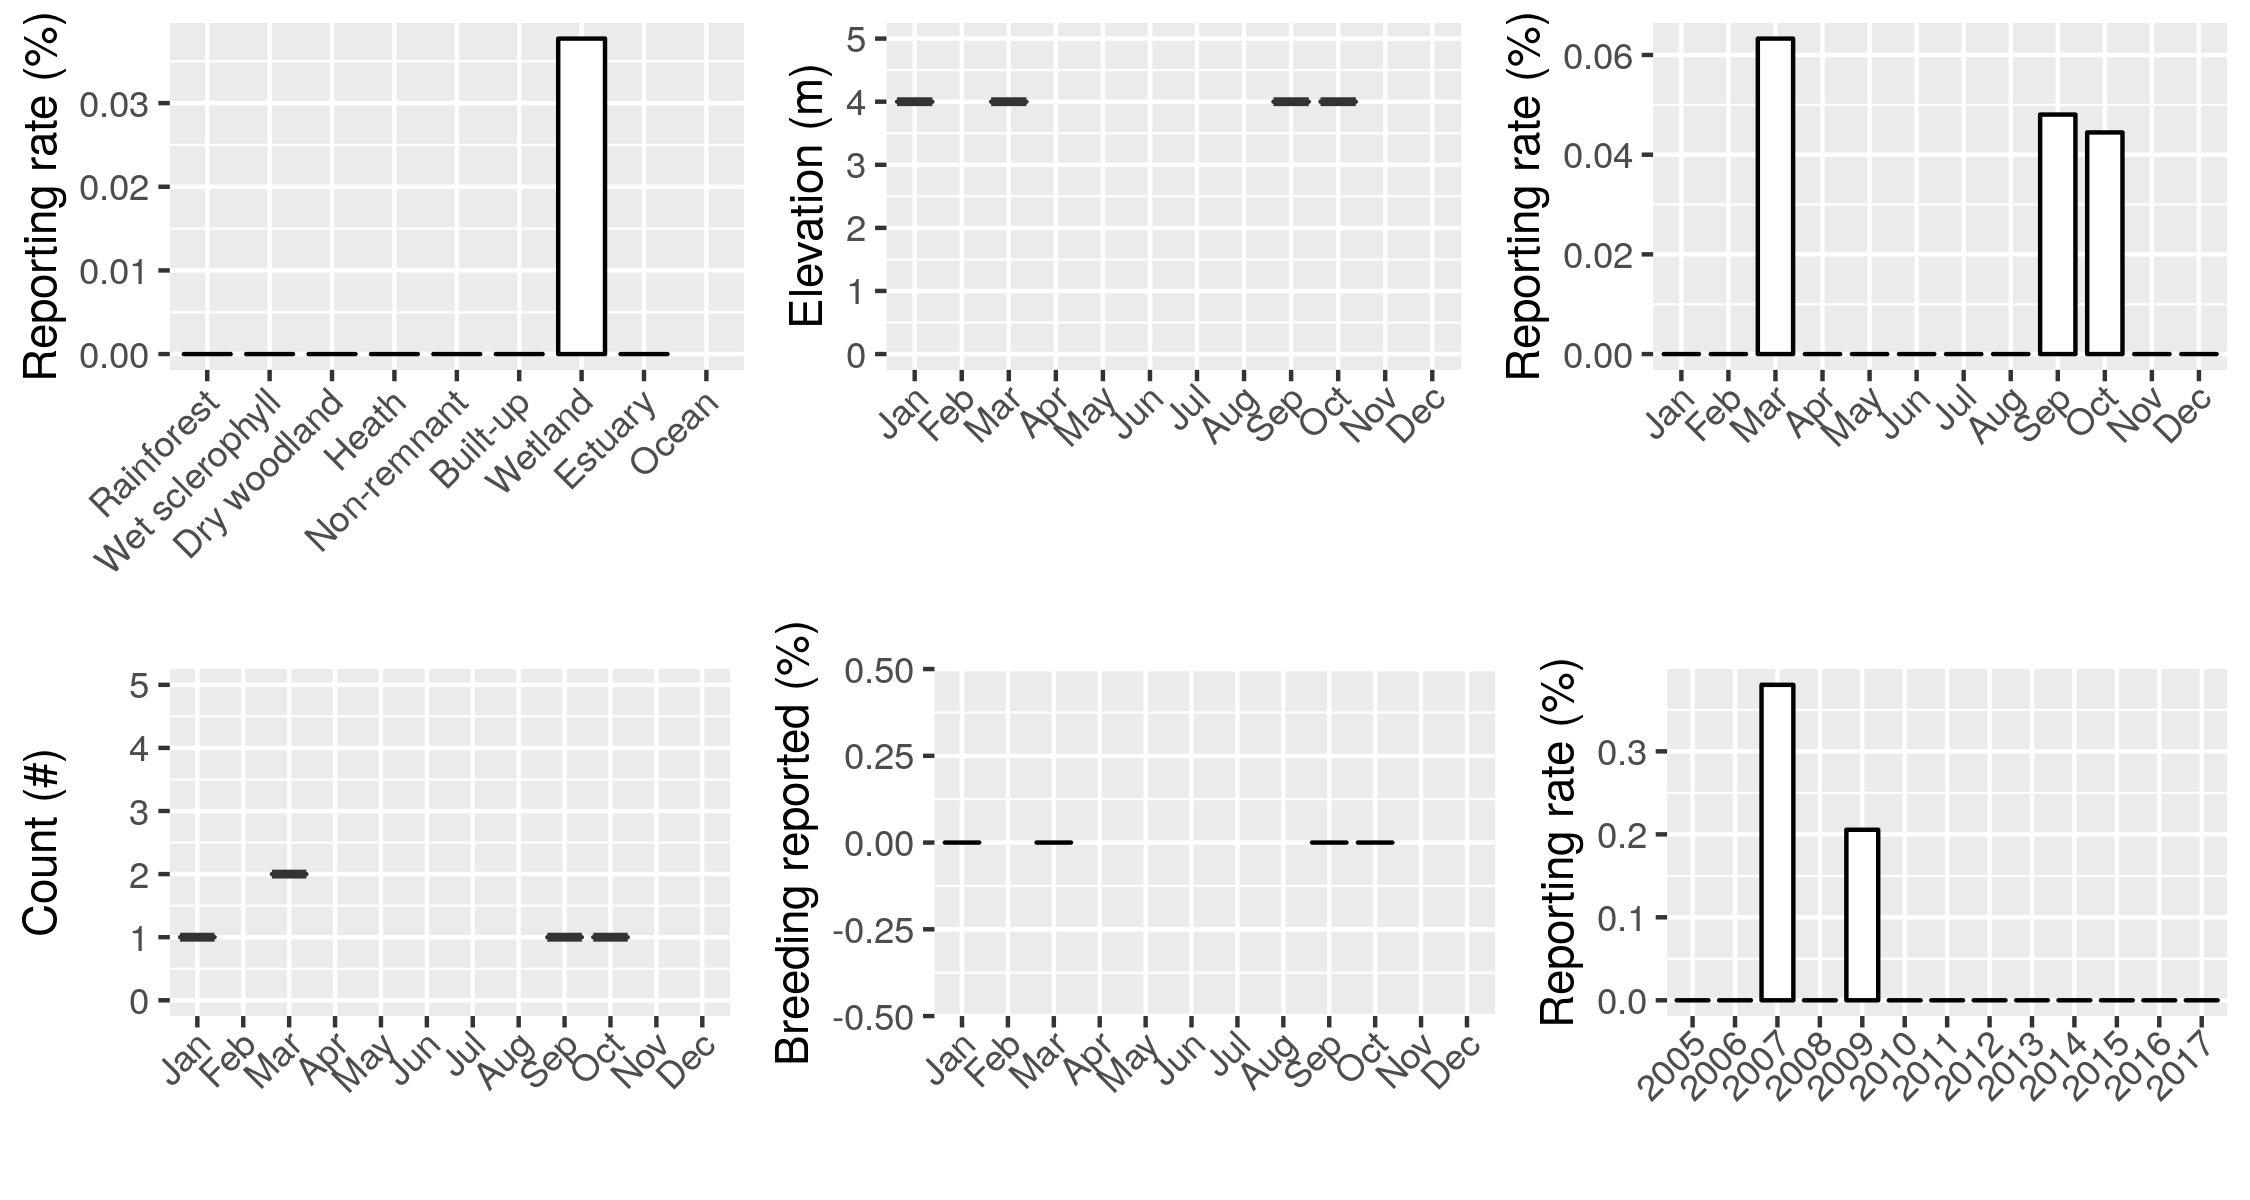 Reporting rate (%)
0.03
0.02
0.01
0.00
Rainforest
Wet sclerophyll
Dry woodland
Heath
Non-remnant
Built-up
Wetland
Estuary
Ocean
Elevation (m)
5
4
3
2
1
0
Jan
Feb
Mar
Apr
May
Jun
Jul
Aug
Sep
Oct
Nov
Dec
Reporting rate (%)
0.06
0.04
0.02
0.00
Jan
Feb
Mar
Apr
May
Jun
Jul
Aug
Sep
Oct
Nov
Dec
Count (#)
5
4
3
2
1
0
Jan
Feb
Mar
Apr
May
Jun
Jul
Aug
Sep
Oct
Nov
Dec
Breeding reported (%)
0.50
0.25
0.00
-0.25
-0.50
Jan
Feb
Mar
Apr
May
Jun
Jul
Aug
Sep
Oct
Nov
Dec
Reporting rate (%)
0.3
0.2
0.1
0.0
2005
2006
2007
2008
2009
2010
2011
2012
2013
2014
2015
2016
2017